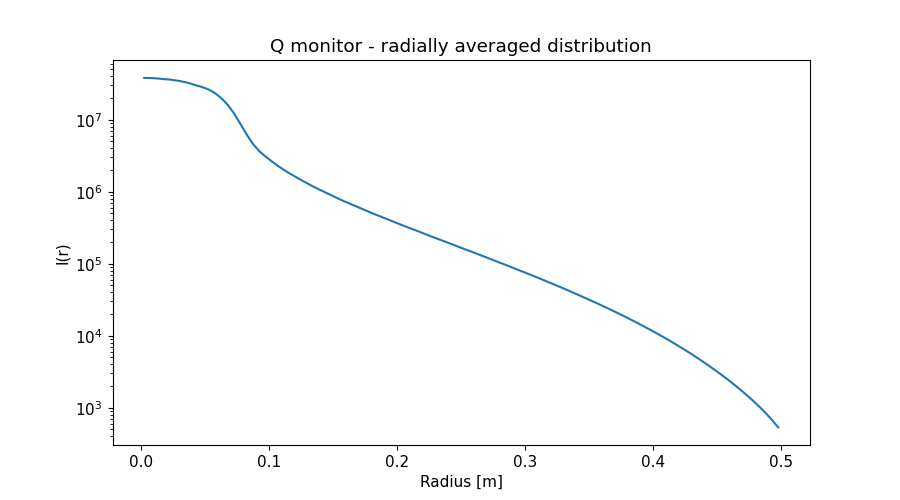 Q monitor - radially averaged distribution
10⁷
10⁶
10⁵
10⁴
10³
I(r)
0.0 0.1 0.2 0.3 0.4 0.5
Radius [m]